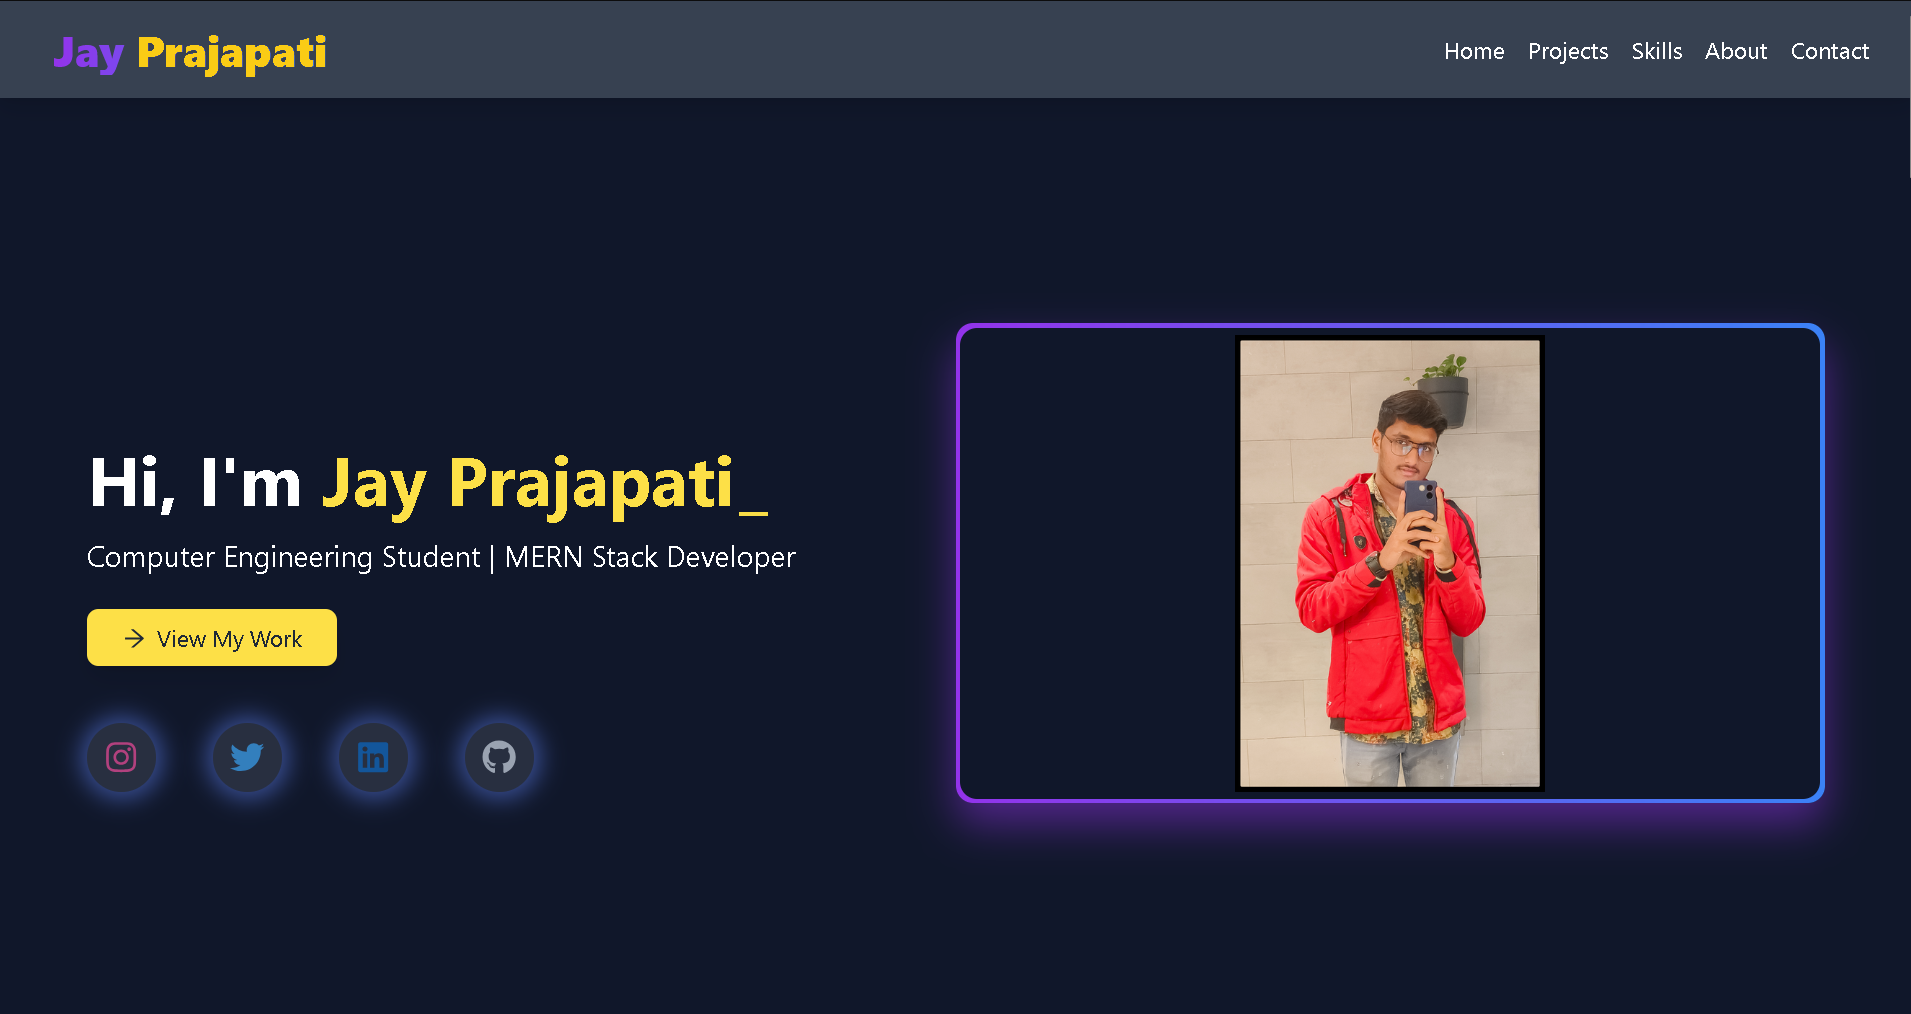 Jay Prajapati
Home Projects Skills About Contact
Hi, I'm Jay Prajapati_
Computer Engineering Student | MERN Stack Developer
View My Work
in